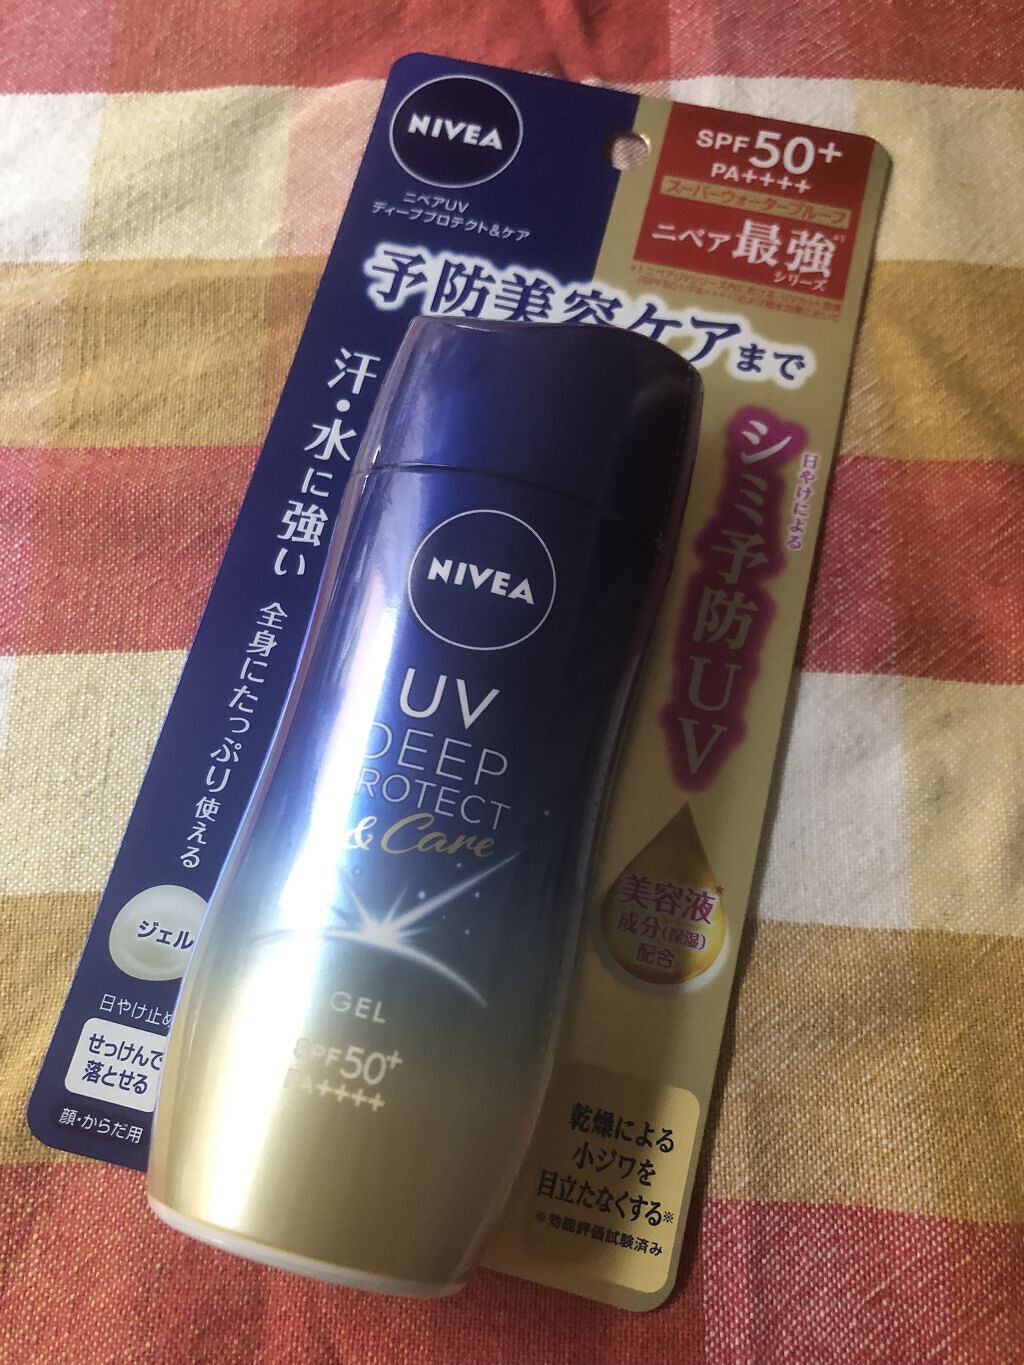 NIVEA
ニベアUV
ディーププロテクト&ケア
SPF50+
PA++++
スーパーウォータープルーフ
ニベア最強*1
シリーズ
予防美容ケアまで
汗・水に強い
全身にたっぷり使える
日やけによる
シミ予防UV
NIVEA
UV
DEEP
PROTECT
& Care
GEL
SPF50+
PA++++
美容液*
成分(保湿)
配合
ジェル
日やけ止め
せっけんで
落とせる
顔・からだ用
乾燥による
小ジワを
目立たなくする※
※効能評価試験済み